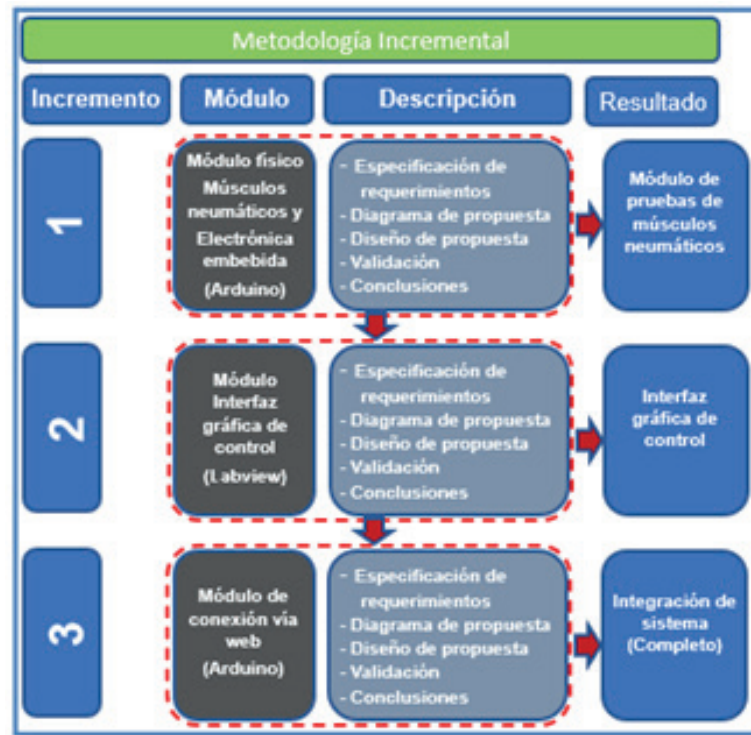 Metodología Incremental
Incremento
Módulo
Descripción
Resultado
1
Módulo físico
Músculos
neumáticos y
Electrónica
embebida
(Arduino)
- Especificación de
requerimientos
- Diagrama de propuesta
- Diseño de propuesta
- Validación
- Conclusiones
Módulo de
pruebas de
músculos
neumáticos
2
Módulo
Interfaz
gráfica de
control
(Labview)
- Especificación de
requerimientos
- Diagrama de propuesta
- Diseño de propuesta
- Validación
- Conclusiones
Interfaz
gráfica de
control
3
Módulo de
conexión vía
web
(Arduino)
- Especificación de
requerimientos
- Diagrama de propuesta
- Diseño de propuesta
- Validación
- Conclusiones
Integración de
sistema
(Completo)